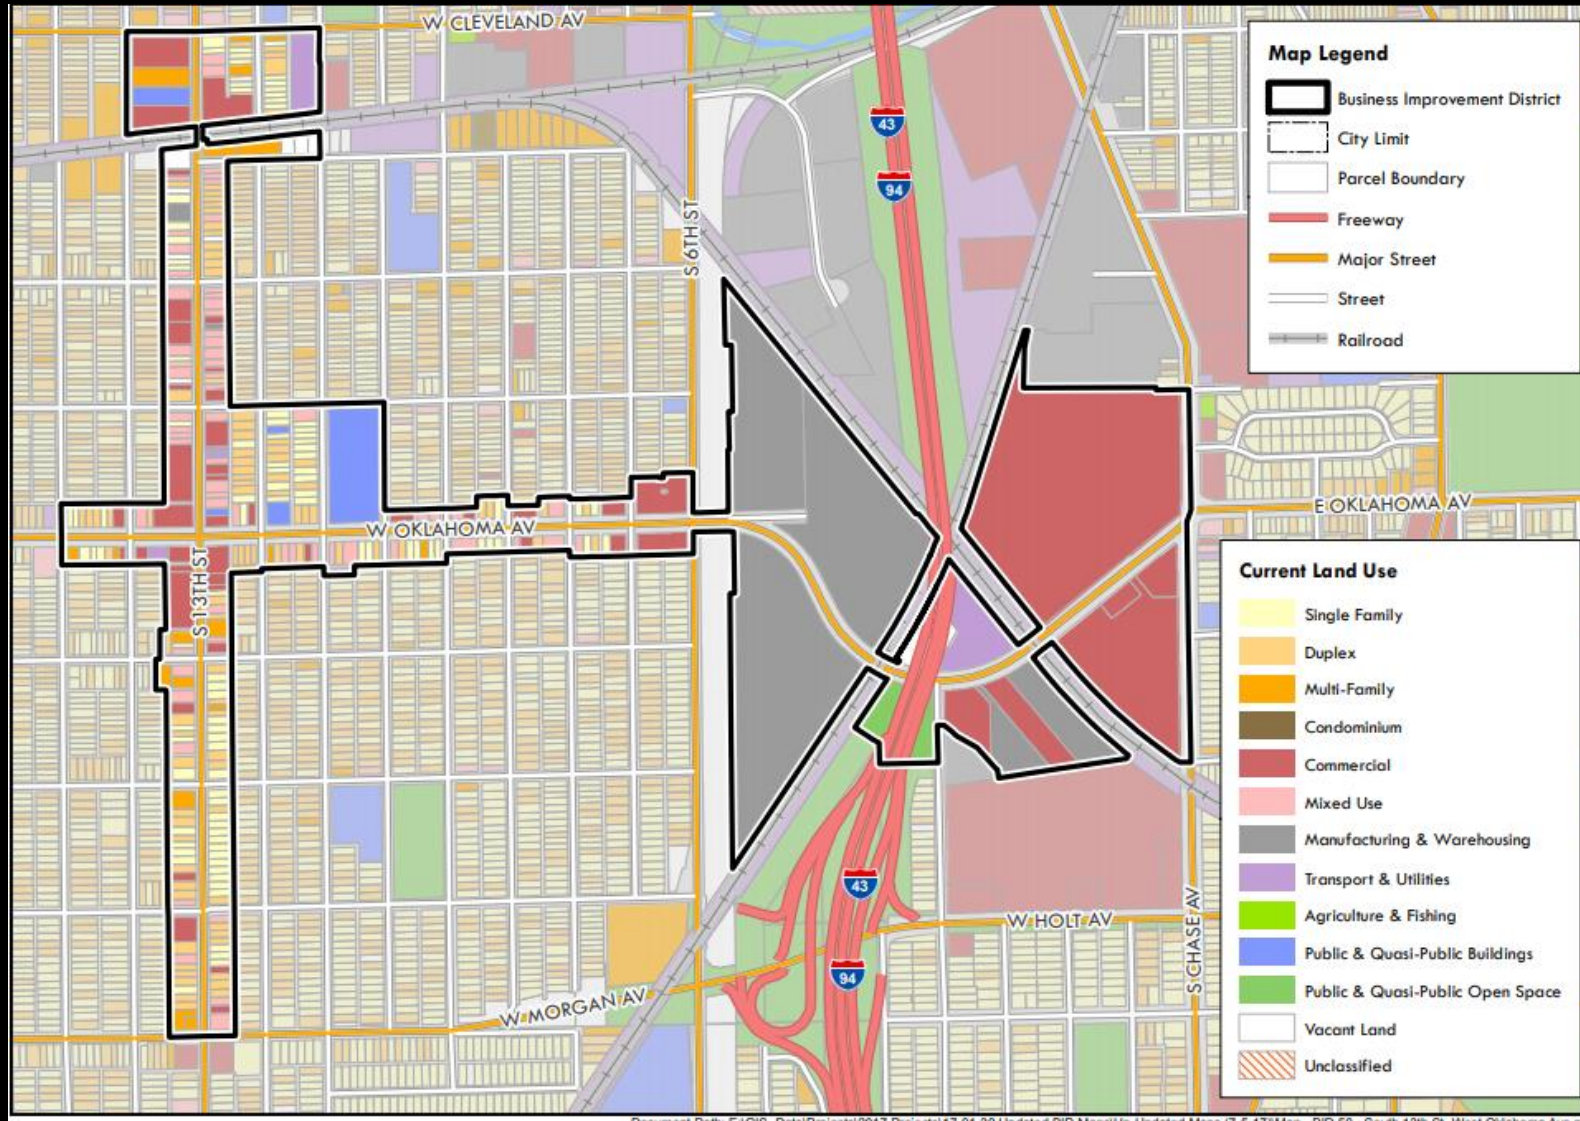 W CLEVELAND AV
43
94
S 6TH ST
Map Legend
Business Improvement District
City Limit
Parcel Boundary
Freeway
Major Street
Street
Railroad
W OKLAHOMA AV
E OKLAHOMA AV
S 13TH ST
Current Land Use
Single Family
Duplex
Multi-Family
Condominium
Commercial
Mixed Use
Manufacturing & Warehousing
Transport & Utilities
Agriculture & Fishing
Public & Quasi-Public Buildings
Public & Quasi-Public Open Space
Vacant Land
Unclassified
43
W HOLT AV
S CHASE AV
94
W MORGAN AV